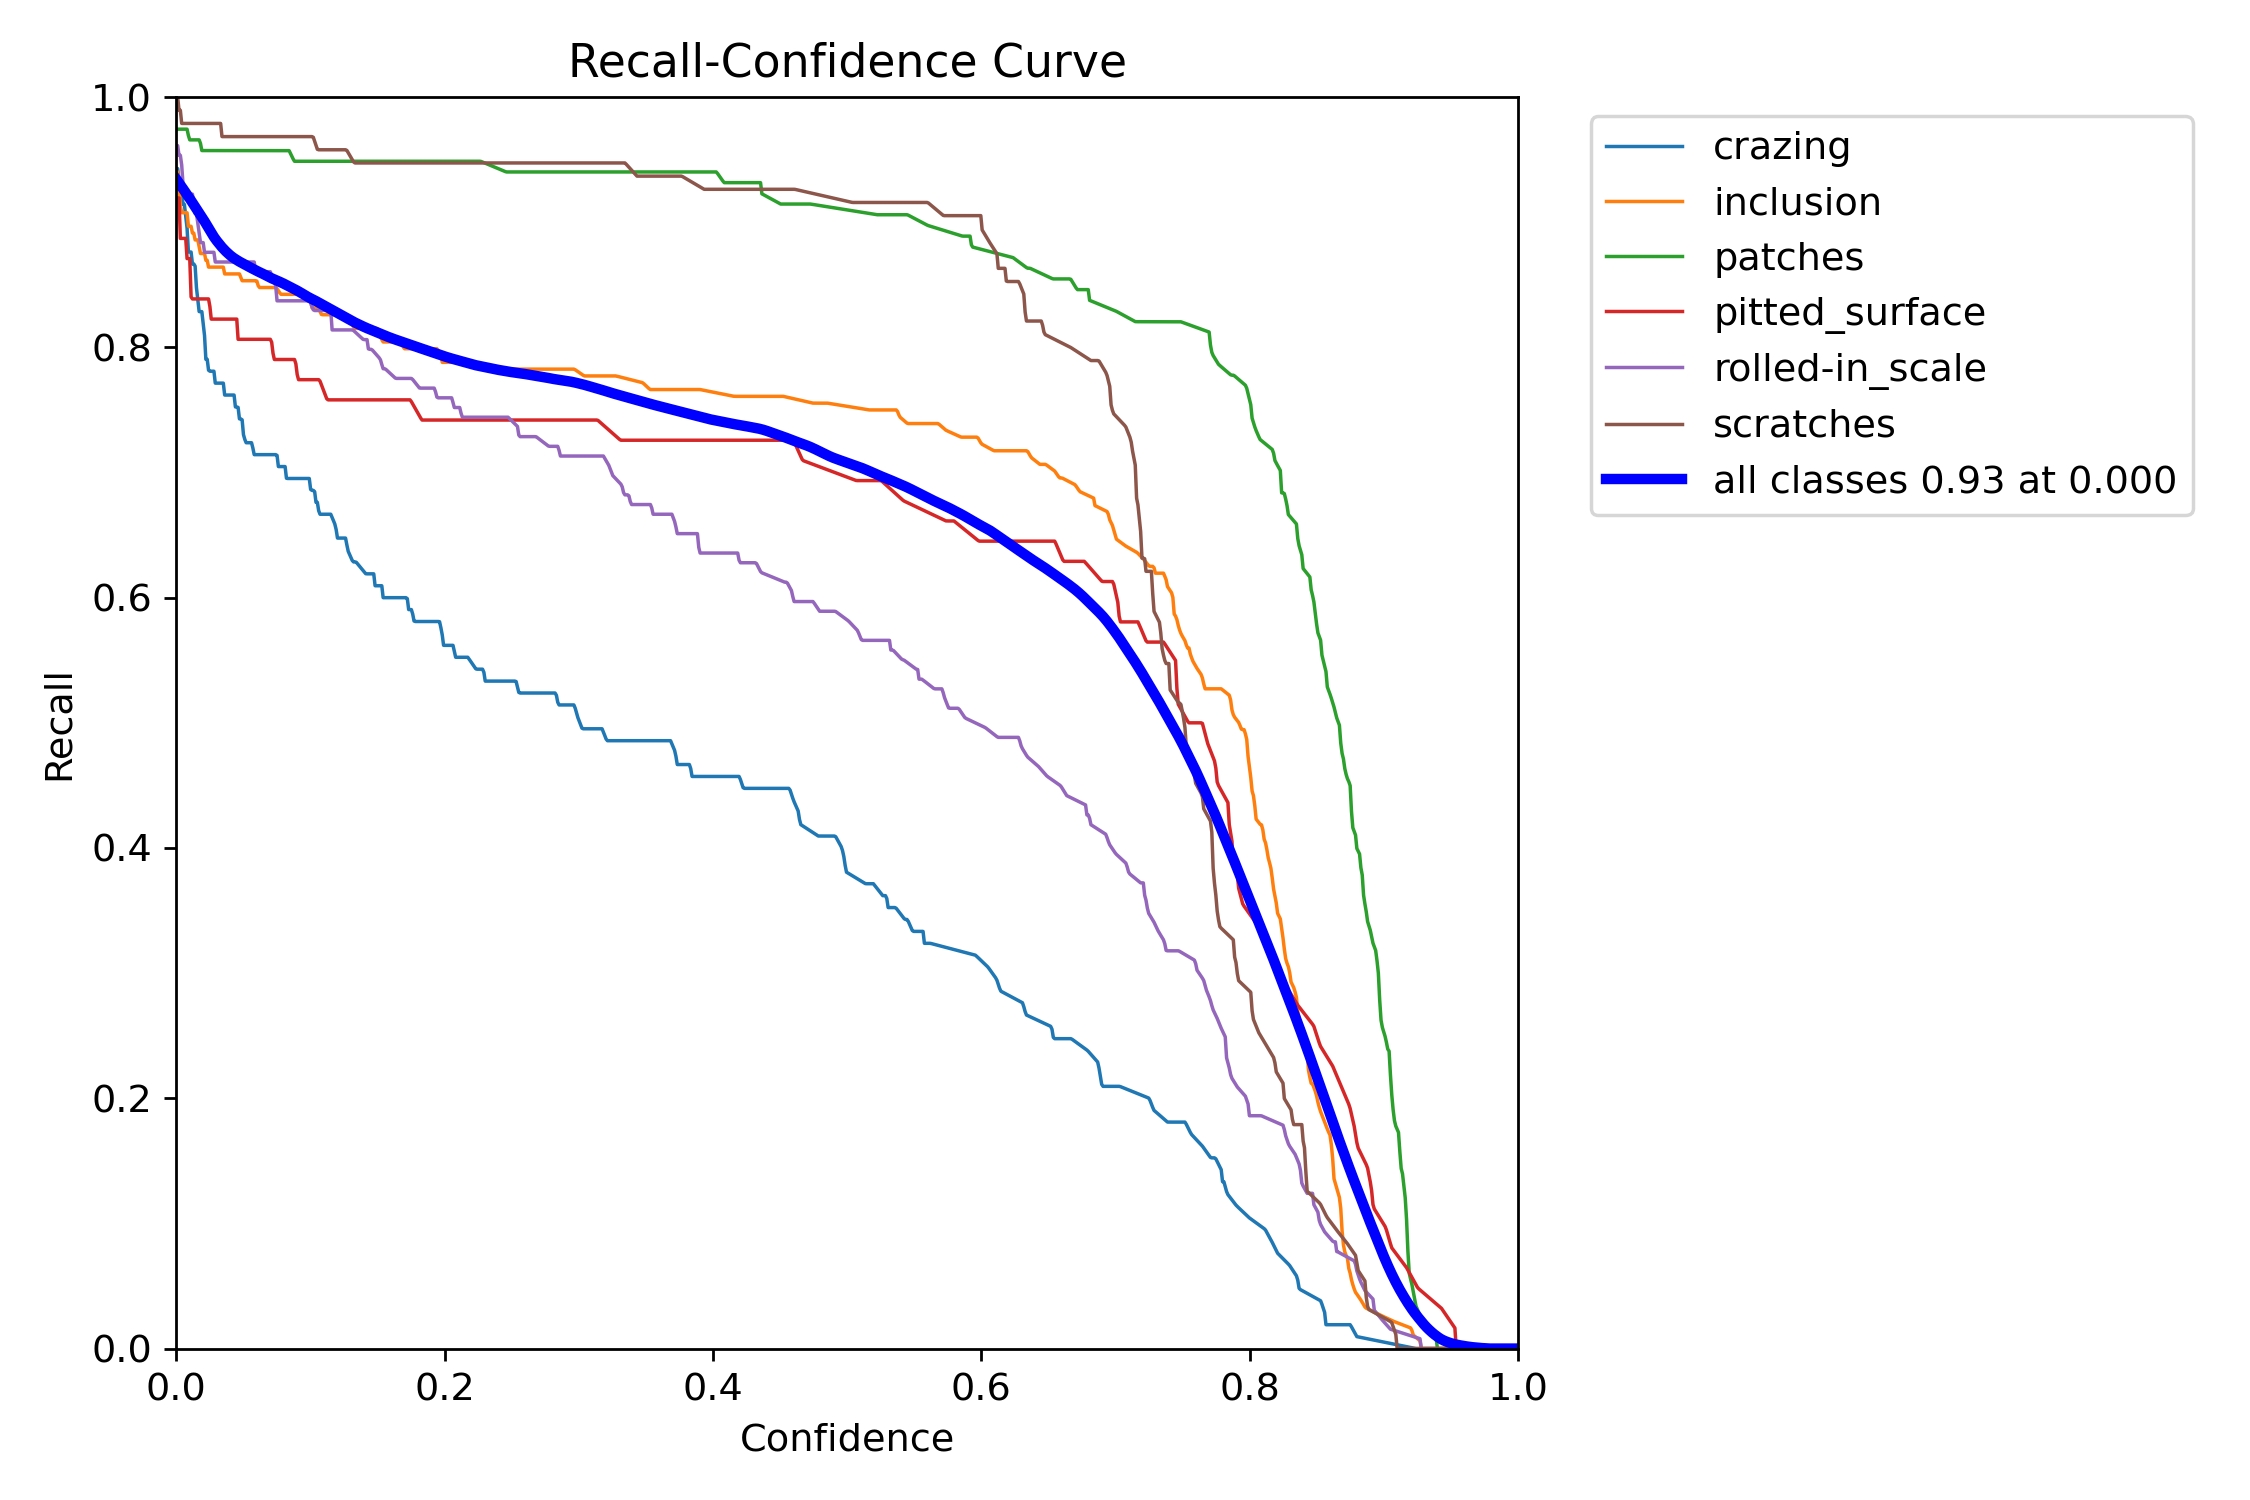 Recall-Confidence Curve
1.0
0.8
0.6
0.4
0.2
0.0
Recall
0.0 0.2 0.4 0.6 0.8 1.0
Confidence
crazing
inclusion
patches
pitted_surface
rolled-in_scale
scratches
all classes 0.93 at 0.000